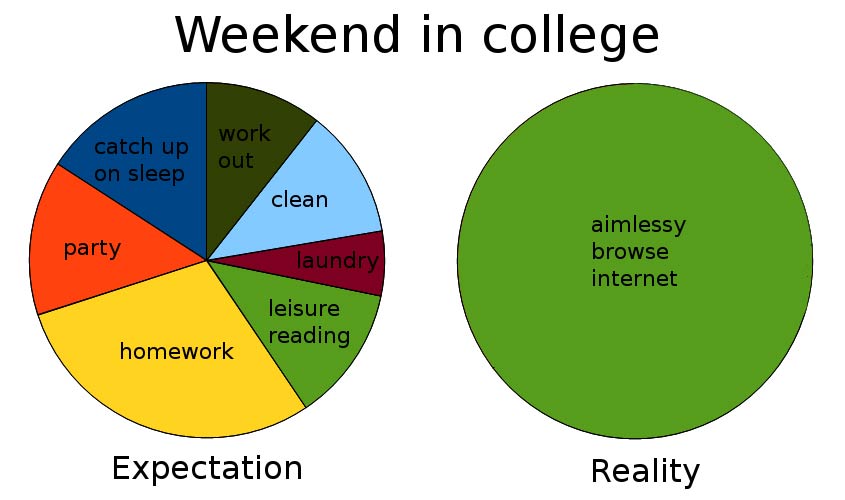 Weekend in college
catch up
on sleep
work
out
clean
laundry
leisure
reading
homework
party
Expectation
aimlessy
browse
internet
Reality